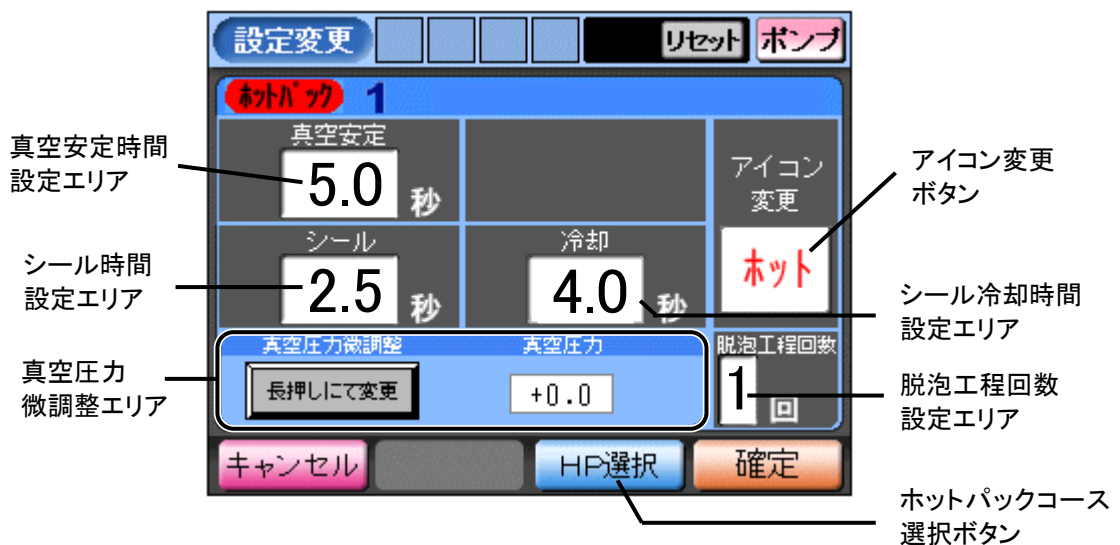 設定変更
リセット
ポンプ
ホットパック 1
真空安定時間
設定エリア
真空安定
5.0 秒
アイコン
変更
ホット
アイコン変更
ボタン
シール時間
設定エリア
シール
2.5 秒
冷却
4.0 秒
シール冷却時間
設定エリア
真空圧力
微調整エリア
真空圧力微調整
長押しにて変更
真空圧力
+0.0
脱泡工程回数
1 回
脱泡工程回数
設定エリア
キャンセル
HP選択
確定
ホットパックコース
選択ボタン